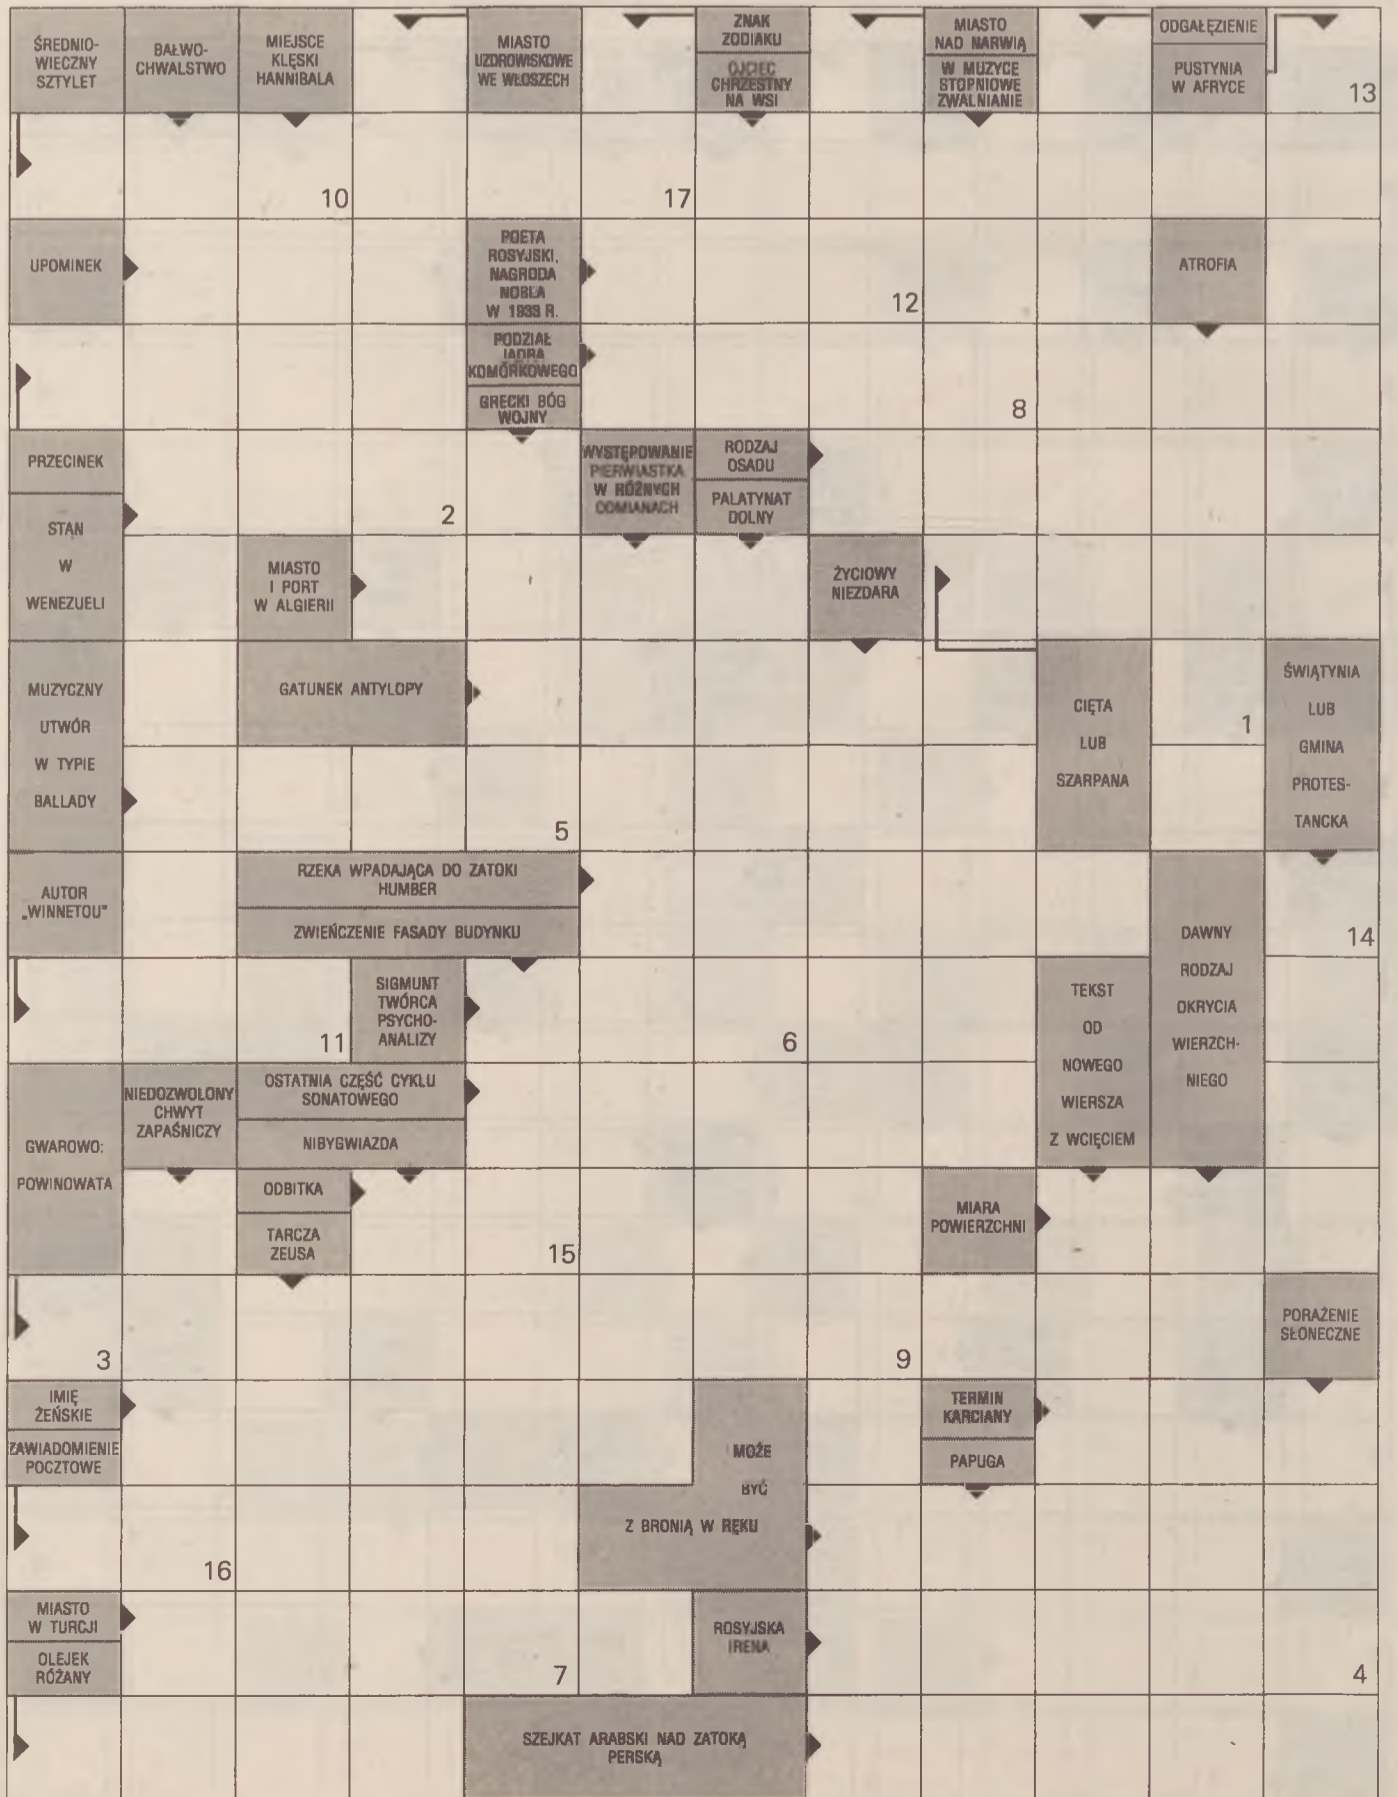 ŚREDNIO-
WIECZNY
SZTYLET
BAŁWO-
CHWALSTWO
MIEJSCE
KLĘSKI
HANNIBALA
MIASTO
UZDROWISKOWE
WE WŁOSZECH
ZNAK
ZODIAKU
OJCIEC
CHRZESTNY
NA WSI
MIASTO
NAD NARWIĄ
W MUZYCE
STOPNIOWE
ZWALNIANIE
ODGAŁĘZIENIE
PUSTYNIA
W AFRYCE
13
10
17
UPOMINEK
POETA
ROSYJSKI,
NAGRODA
NOBLA
W 1933 R.
12
ATROFIA
PODZIAŁ
JĄDRA
KOMÓRKOWEGO
GRECKI BÓG
WOJNY
8
PRZECINEK
STAN
W
WENEZUELI
2
WYSTĘPOWANIE
PIERWIASTKA
W RÓŻNYCH
ODMIANACH
RODZAJ
OSADU
PALATYNAT
DOLNY
MIASTO
I PORT
W ALGIERII
ŻYCIOWY
NIEZDARA
MUZYCZNY
UTWÓR
W TYPIE
BALLADY
GATUNEK ANTYLOPY
CIĘTA
LUB
SZARPANA
1
ŚWIĄTYNIA
LUB
GMINA
PROTES-
TANCKA
5
AUTOR
„WINNETOU"
RZEKA WPADAJĄCA DO ZATOKI
HUMBER
ZWIEŃCZENIE FASADY BUDYNKU
DAWNY
RODZAJ
OKRYCIA
WIERZCH-
NIEGO
14
11
SIGMUNT
TWÓRCA
PSYCHO-
ANALIZY
6
TEKST
OD
NOWEGO
WIERSZA
Z WCIĘCIEM
GWAROWO:
POWINOWATA
NIEDOZWOLONY
CHWYT
ZAPAŚNICZY
OSTATNIA CZĘŚĆ CYKLU
SONATOWEGO
NIBYGWIAZDA
ODBITKA
TARCZA
ZEUSA
15
MIARA
POWIERZCHNI
3
9
PORAŻENIE
SŁONECZNE
IMIĘ
ŻEŃSKIE
ZAWIADOMIENIE
POCZTOWE
MOŻE
BYĆ
Z BRONIĄ W RĘKU
TERMIN
KARCIANY
PAPUGA
16
MIASTO
W TURCJI
OLEJEK
RÓŻANY
7
ROSYJSKA
IRENA
4
SZEJKAT ARABSKI NAD ZATOKĄ
PERSKĄ